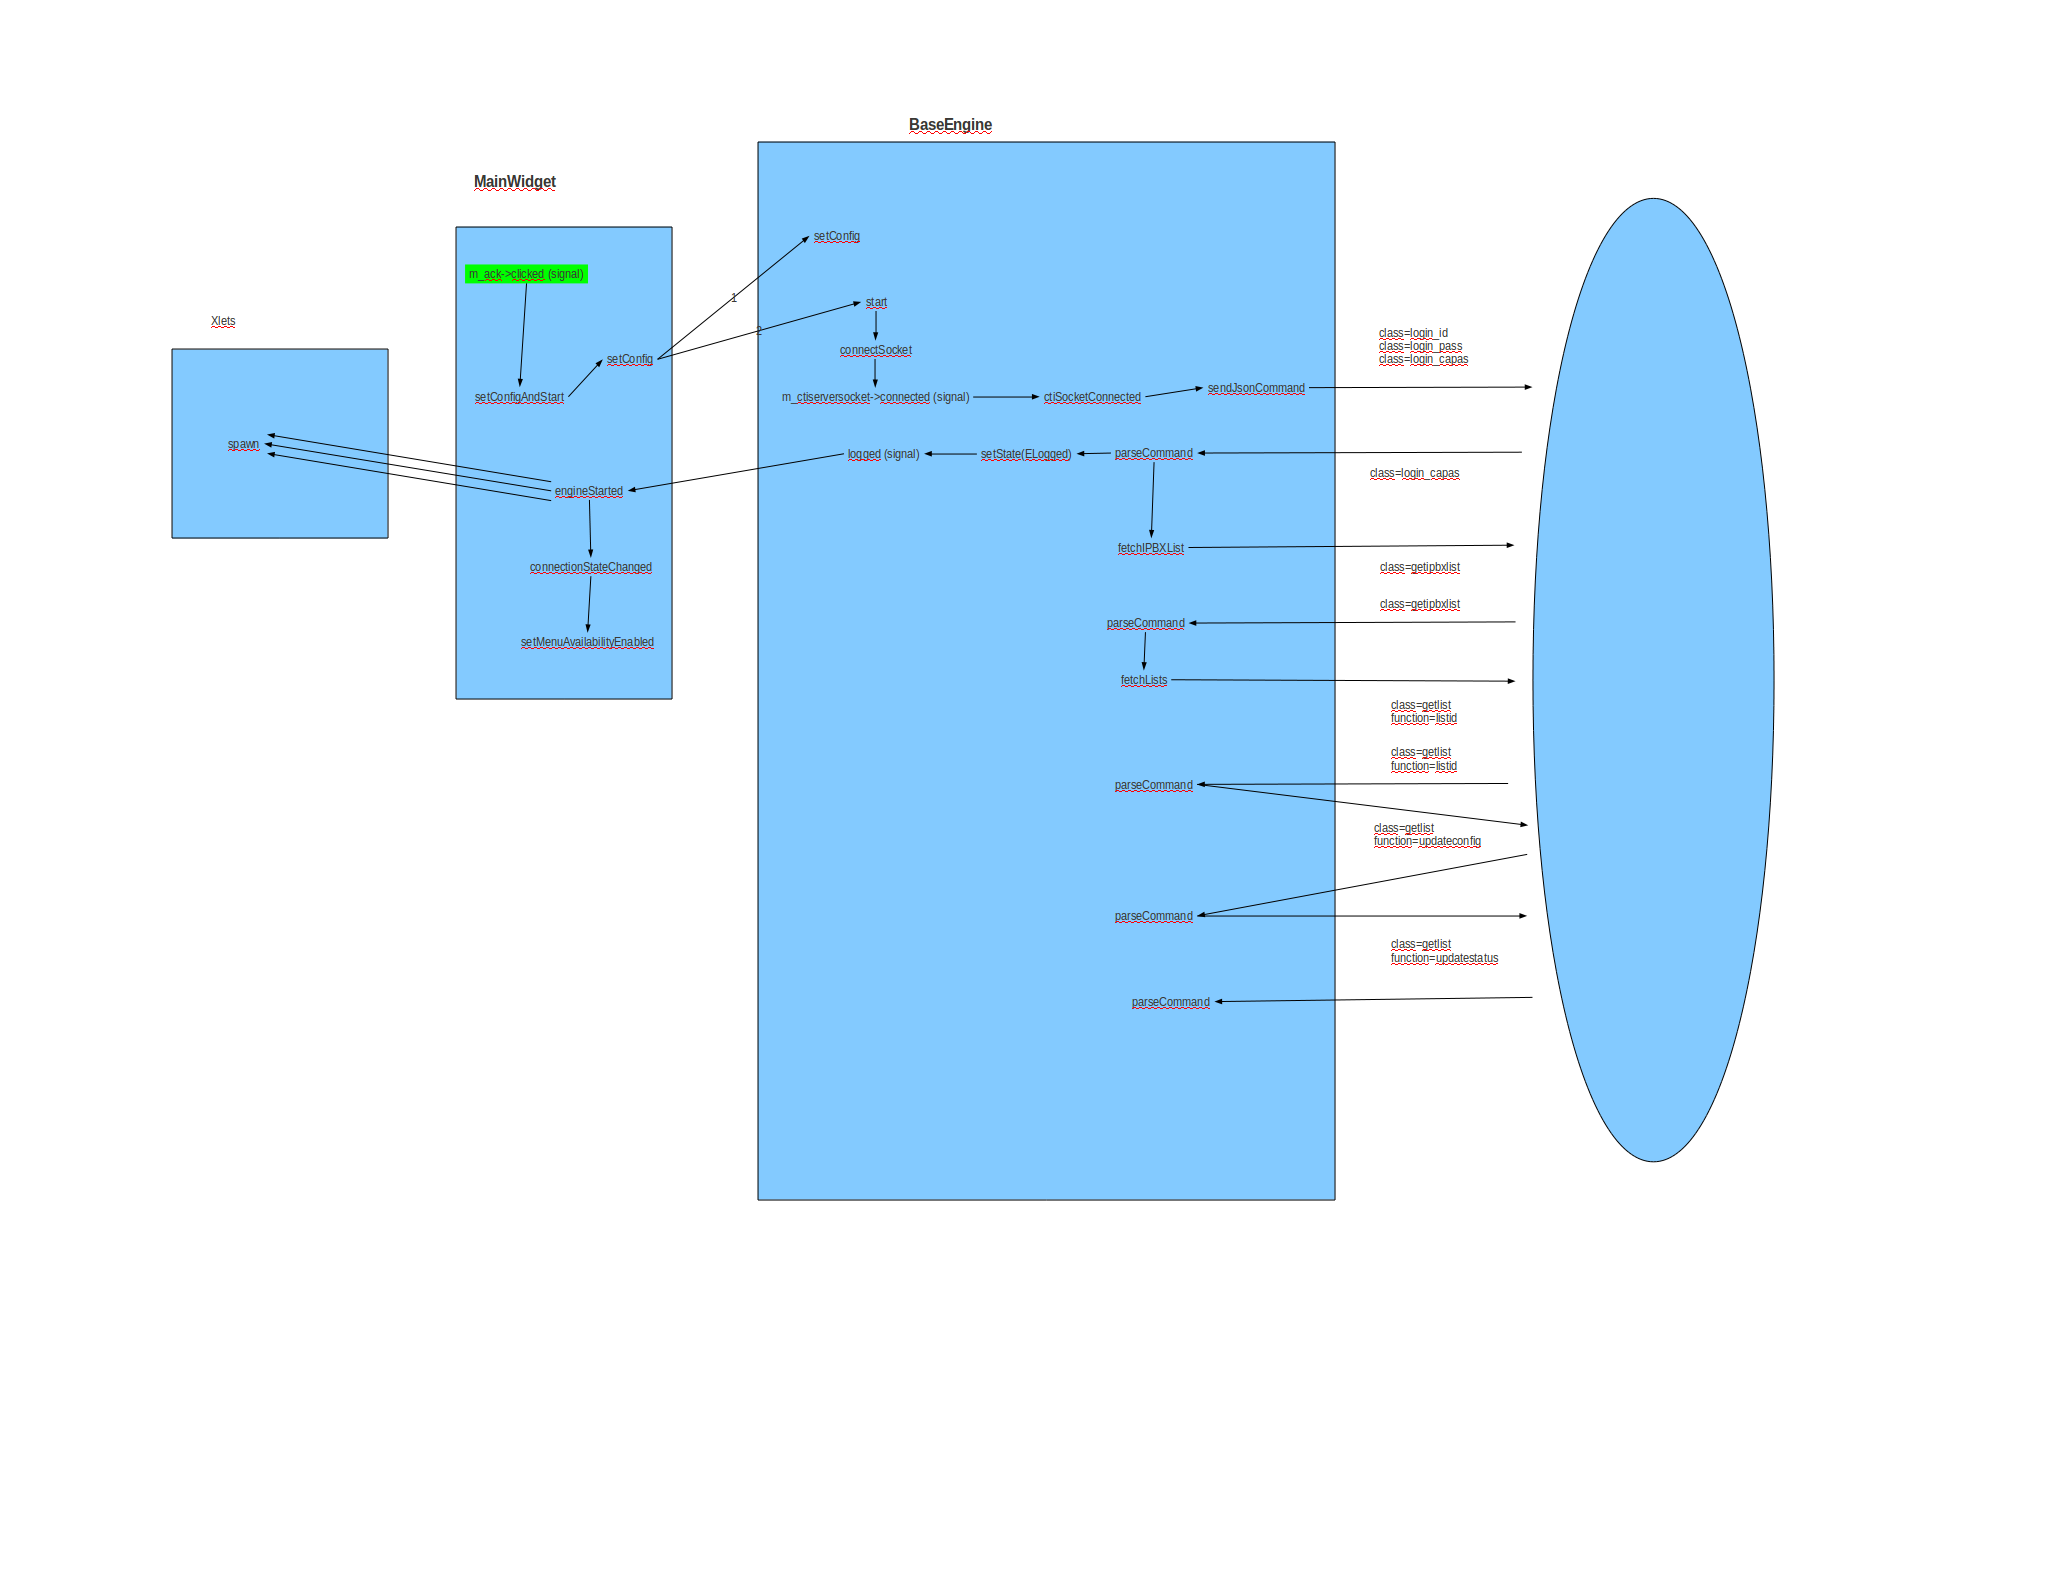 BaseEngine
MainWidget
Xlets
m_ack->clicked (signal)
setConfigAndStart
setConfig
spawn
engineStarted
connectionStateChanged
setMenuAvailabilityEnabled
1
2
setConfig
start
connectSocket
m_ctiserversocket->connected (signal)
ctiSocketConnected
sendJsonCommand
logged (signal)
setState(ELogged)
parseCommand
fetchIPBXList
parseCommand
fetchLists
parseCommand
parseCommand
parseCommand
class=login_id
class=login_pass
class=login_capas
class=login_capas
class=getipbxlist
class=getipbxlist
class=getlist
function=listid
class=getlist
function=listid
class=getlist
function=updateconfig
class=getlist
function=updatestatus